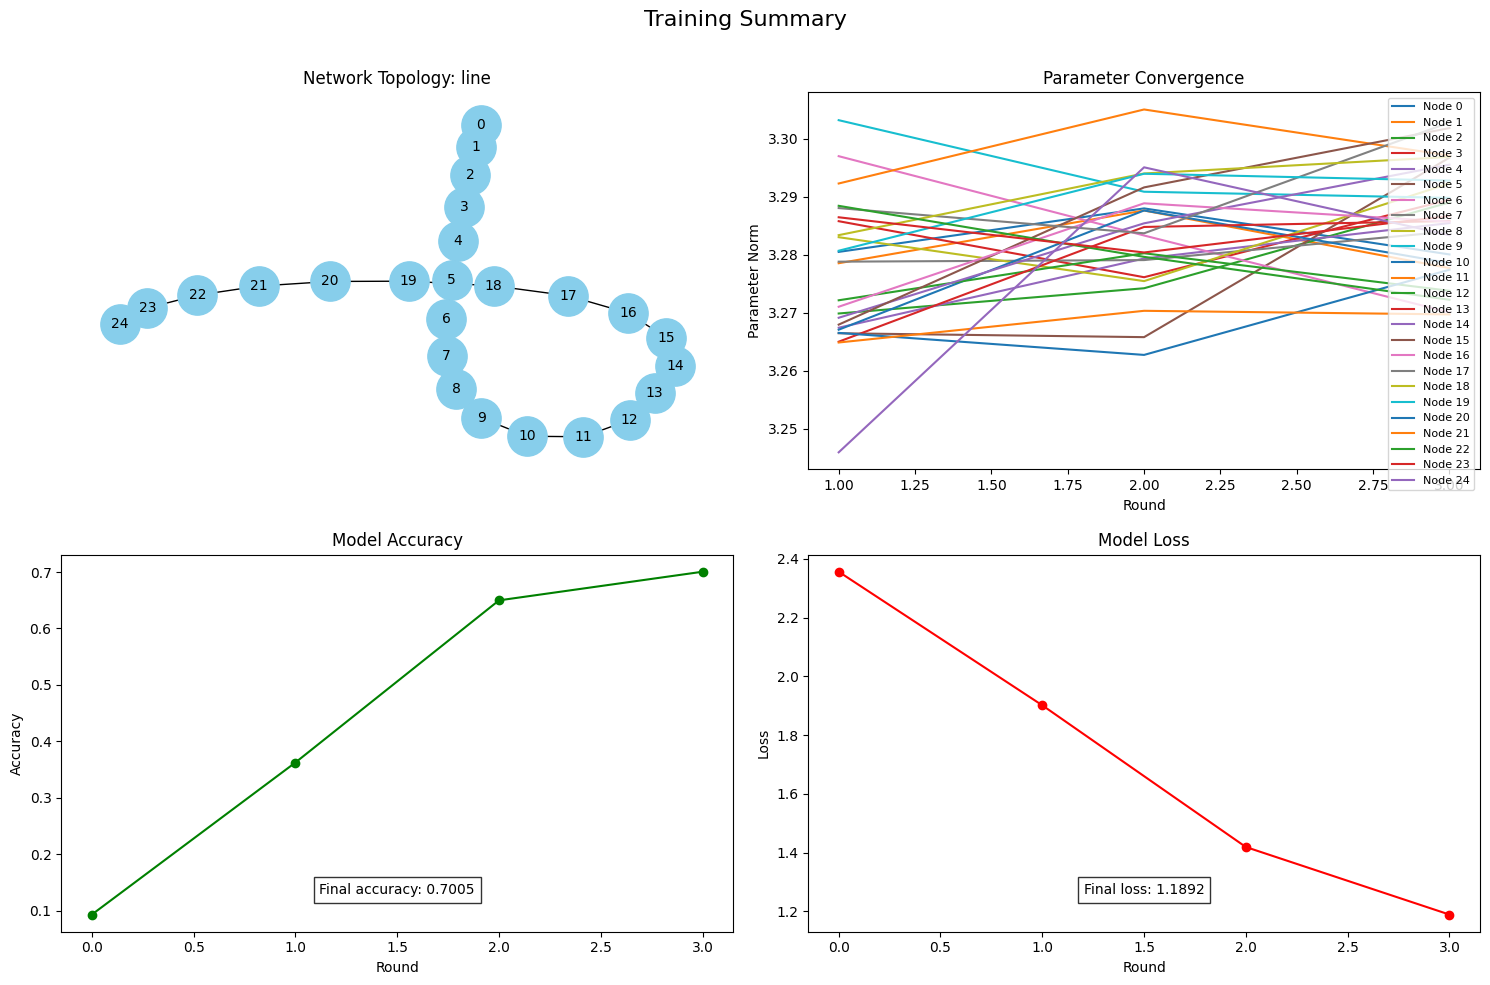 Training Summary
Network Topology: line
0
1
2
3
4
5
18
19
20
21
22
23
24
17
16
15
14
13
12
11
10
9
8
7
6
Parameter Convergence
Parameter Norm
3.30
3.29
3.28
3.27
3.26
3.25
1.00 1.25 1.50 1.75 2.00 2.25 2.50 2.75 3.00
Round
Node 0
Node 1
Node 2
Node 3
Node 4
Node 5
Node 6
Node 7
Node 8
Node 9
Node 10
Node 11
Node 12
Node 13
Node 14
Node 15
Node 16
Node 17
Node 18
Node 19
Node 20
Node 21
Node 22
Node 23
Node 24
Model Accuracy
Accuracy
0.7
0.6
0.5
0.4
0.3
0.2
0.1
Final accuracy: 0.7005
0.0 0.5 1.0 1.5 2.0 2.5 3.0
Round
Model Loss
Loss
2.4
2.2
2.0
1.8
1.6
1.4
1.2
Final loss: 1.1892
0.0 0.5 1.0 1.5 2.0 2.5 3.0
Round